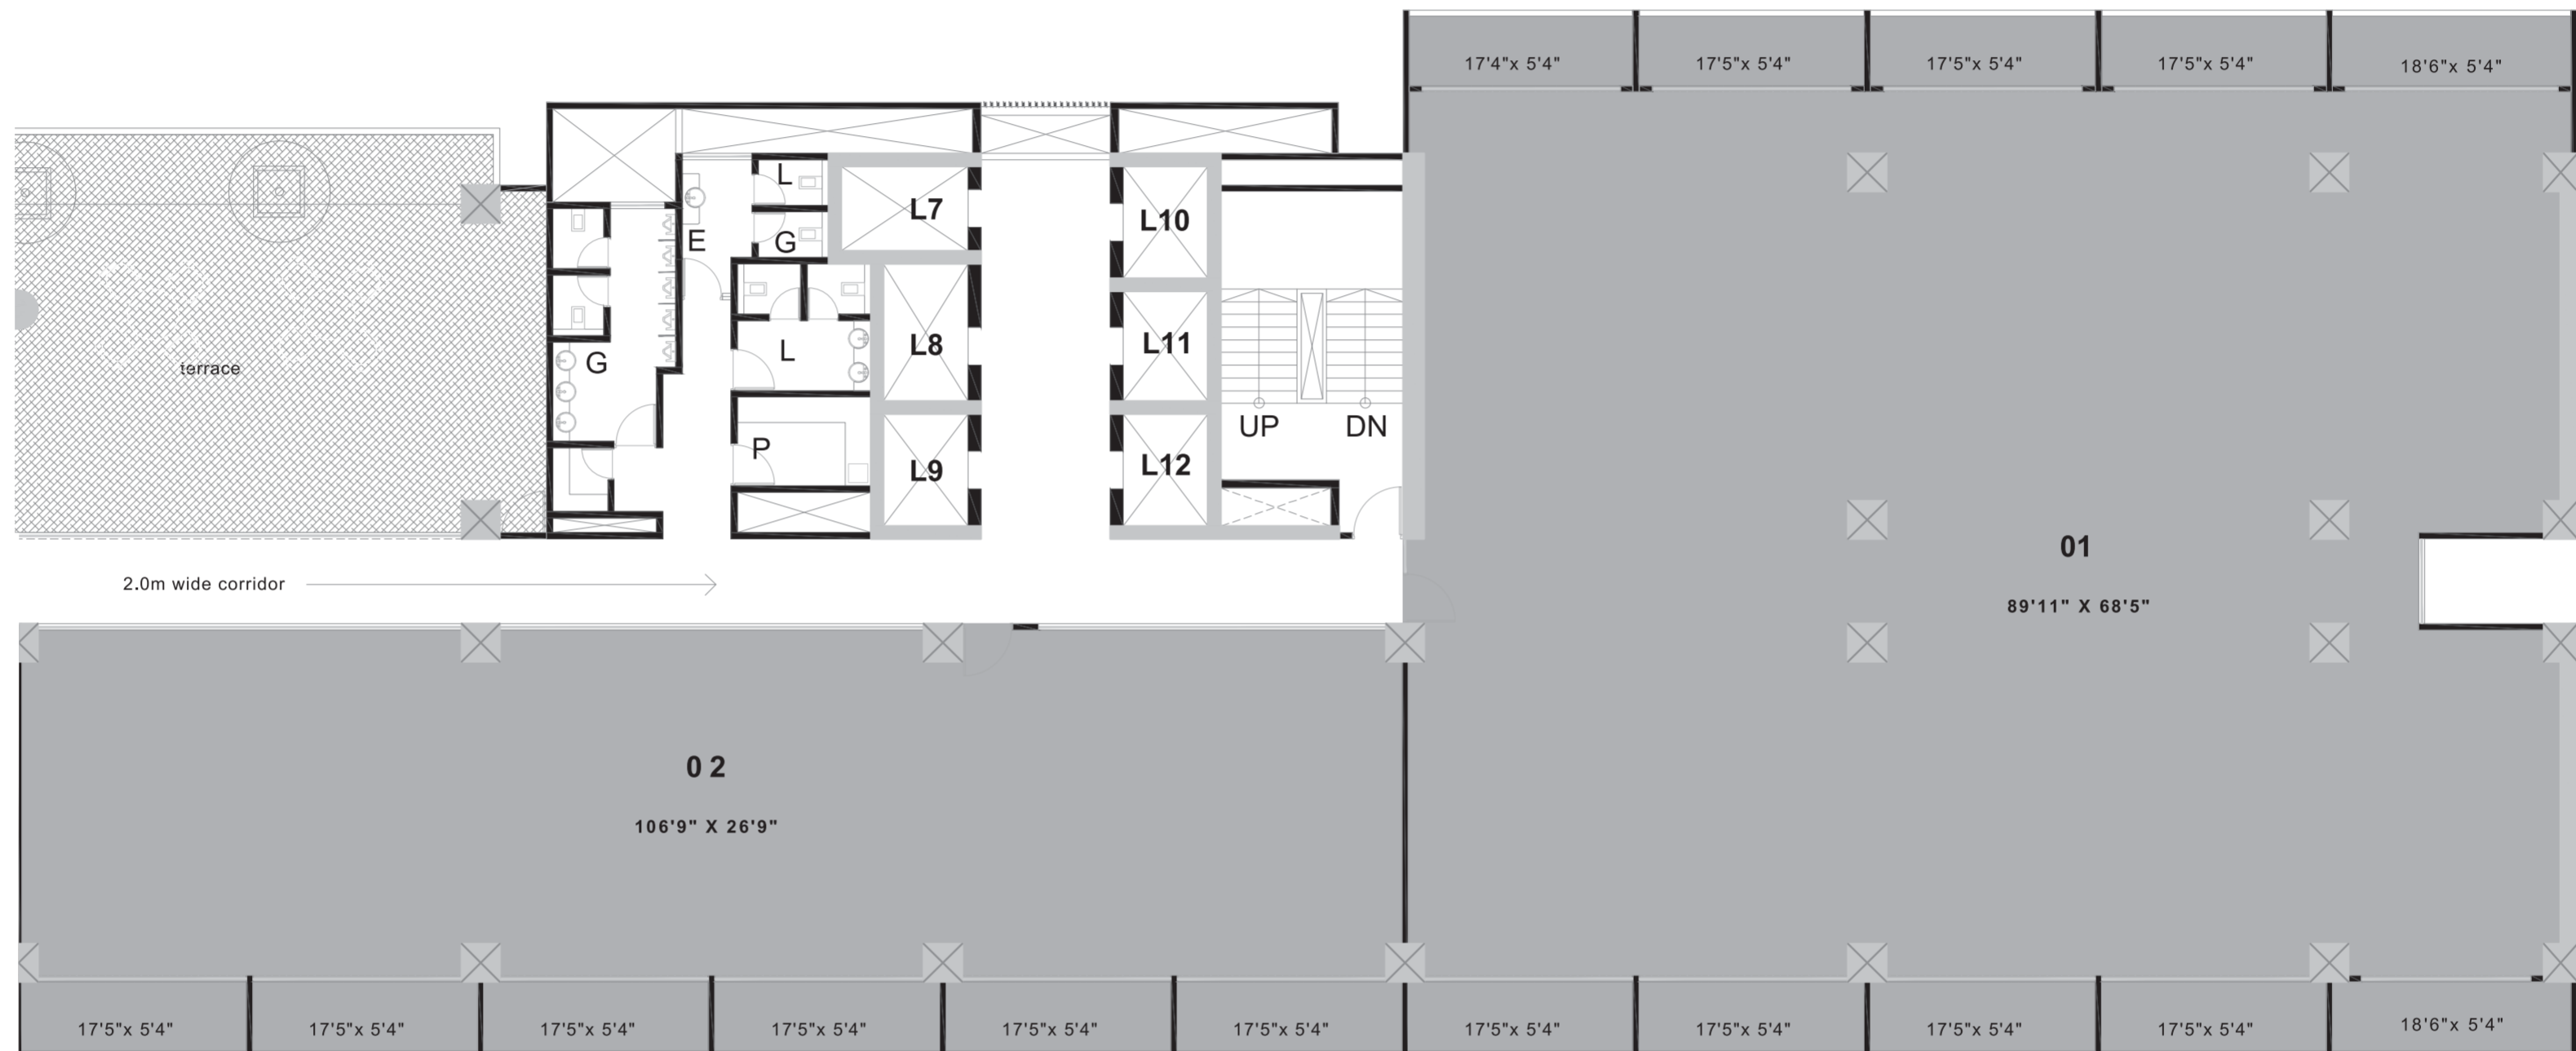 17'4"x 5'4"
17'5"x 5'4"
17'5"x 5'4"
17'5"x 5'4"
18'6"x 5'4"
L
L7
L10
E
G
L8
L11
L
G
terrace
UP
DN
P
L9
L12
01
89'11" X 68'5"
2.0m wide corridor
0 2
106'9" X 26'9"
17'5"x 5'4"
17'5"x 5'4"
17'5"x 5'4"
17'5"x 5'4"
17'5"x 5'4"
17'5"x 5'4"
17'5"x 5'4"
17'5"x 5'4"
17'5"x 5'4"
17'5"x 5'4"
18'6"x 5'4"